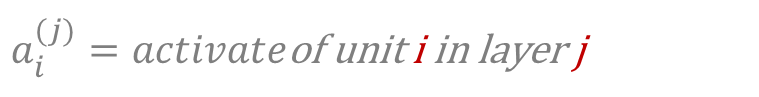 a_i^{(j)} = activate of unit i in layer j